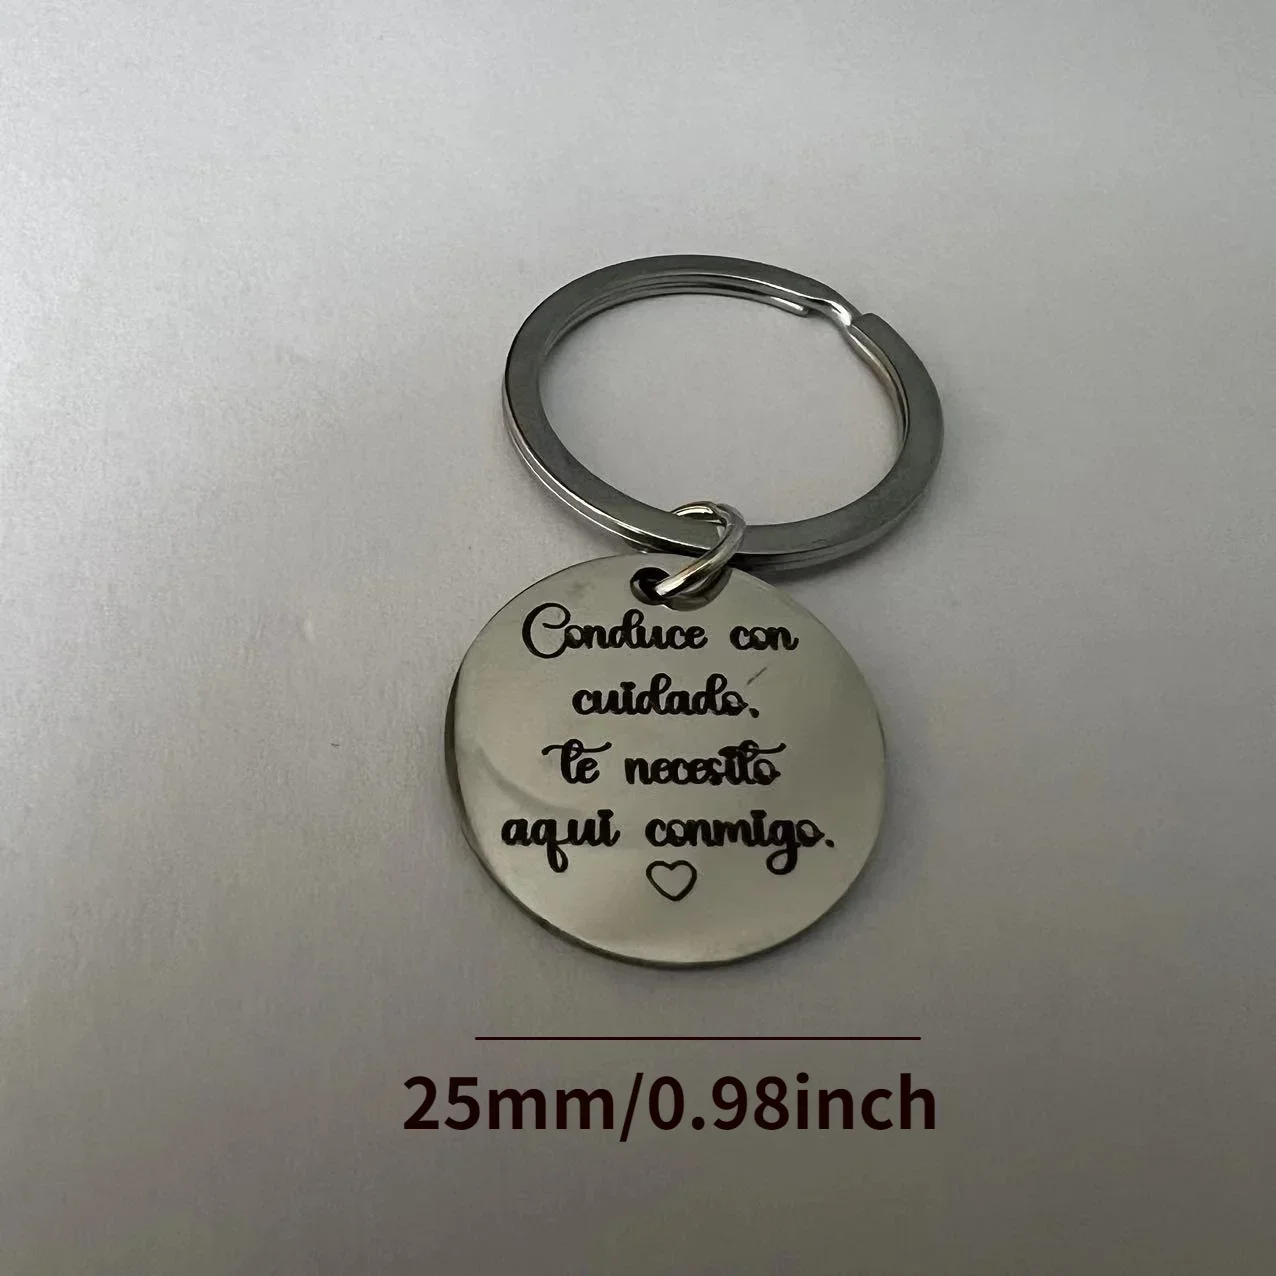 Conduce con
cuidado.
te necesito
aqui conmigo.
25mm/0.98inch